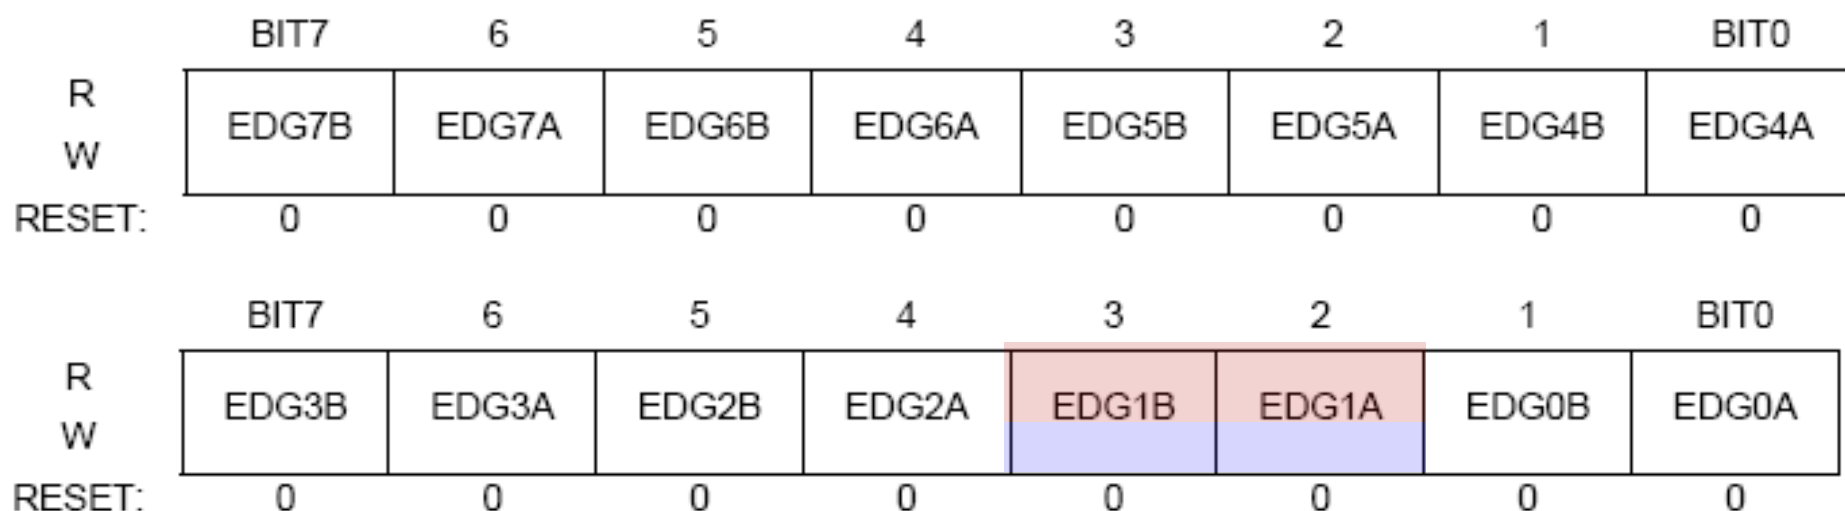 BIT7 6 5 4 3 2 1 BIT0
R
EDG7B EDG7A EDG6B EDG6A EDG5B EDG5A EDG4B EDG4A
W
RESET: 0 0 0 0 0 0 0 0
BIT7 6 5 4 3 2 1 BIT0
R
EDG3B EDG3A EDG2B EDG2A EDG1B EDG1A EDG0B EDG0A
W
RESET: 0 0 0 0 0 0 0 0